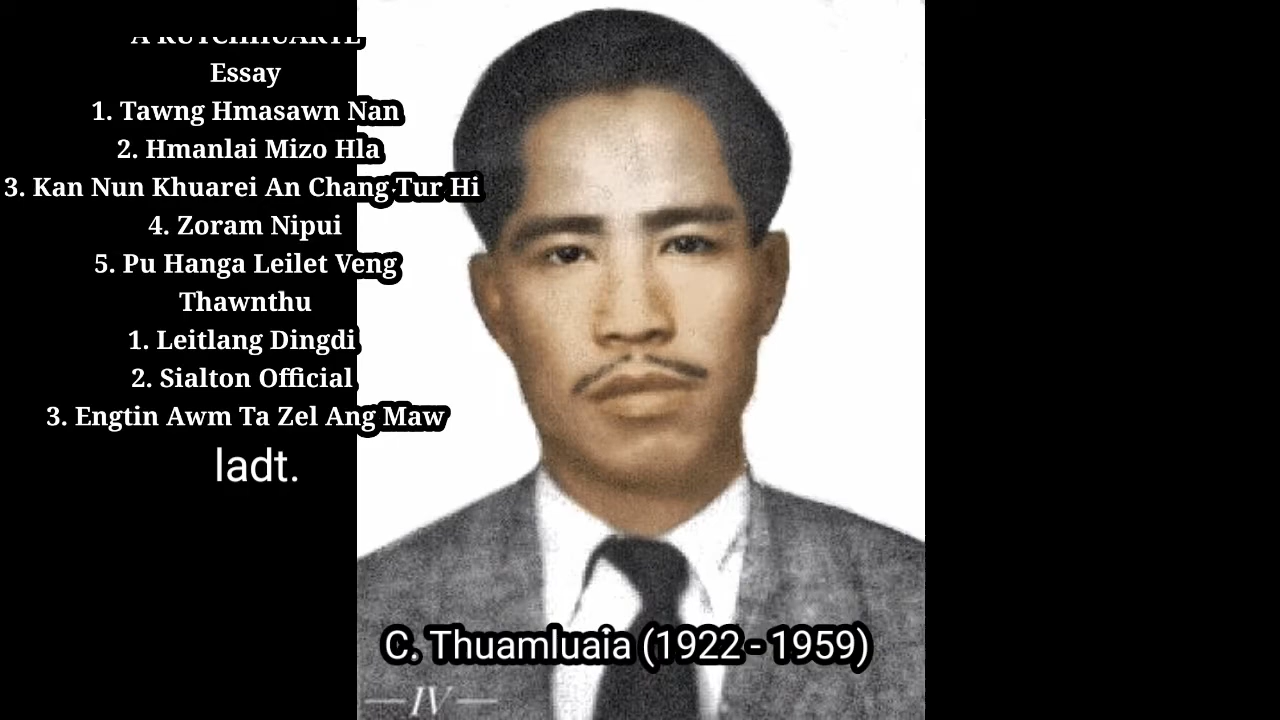 A KUTCHHUAKTE
Essay
1. Tawng Hmasawn Nan
2. Hmanlai Mizo Hla
3. Kan Nun Khuarei An Chang Tur Hi
4. Zoram Nipui
5. Pu Hanga Leilet Veng
Thawnthu
1. Leitlang Dingdi
2. Sialton Official
3. Engtin Awm Ta Zel Ang Maw
ladt.
C. Thuamluaia (1922 - 1959)
IV